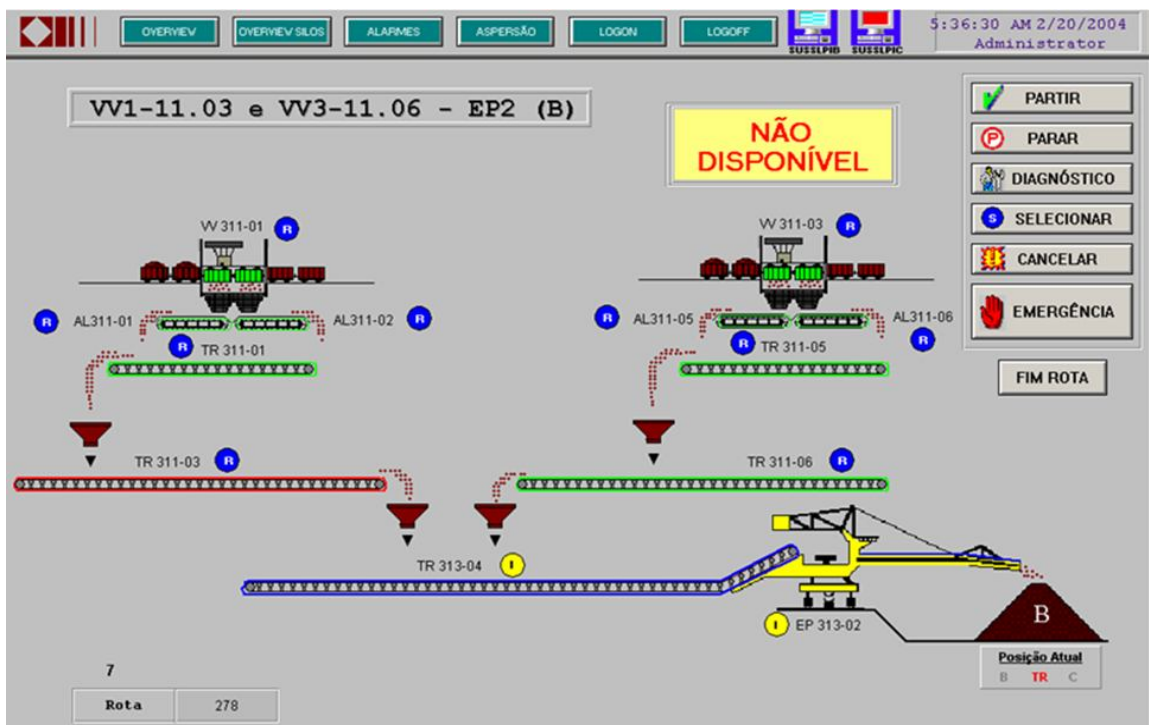 OVERVIEW
OVERVIEW SILOS
ALARMES
ASPERSÃO
LOGON
LOGOFF
SUSSLPIB
SUSSLPIC
5:36:30 AM 2/20/2004
Administrator
VV1-11.03 e VV3-11.06 - EP2 (B)
NÃO
DISPONÍVEL
PARTIR
P PARAR
DIAGNÓSTICO
S SELECIONAR
CANCELAR
EMERGÊNCIA
FIM ROTA
VV 311-01 R
VV 311-03 R
R AL311-01
AL311-02 R
R AL311-05
AL311-06 R
R TR 311-01
R TR 311-05
TR 311-03 R
TR 311-06 R
TR 313-04 I
I EP 313-02
B
Posição Atual
B TR C
7
Rota 278